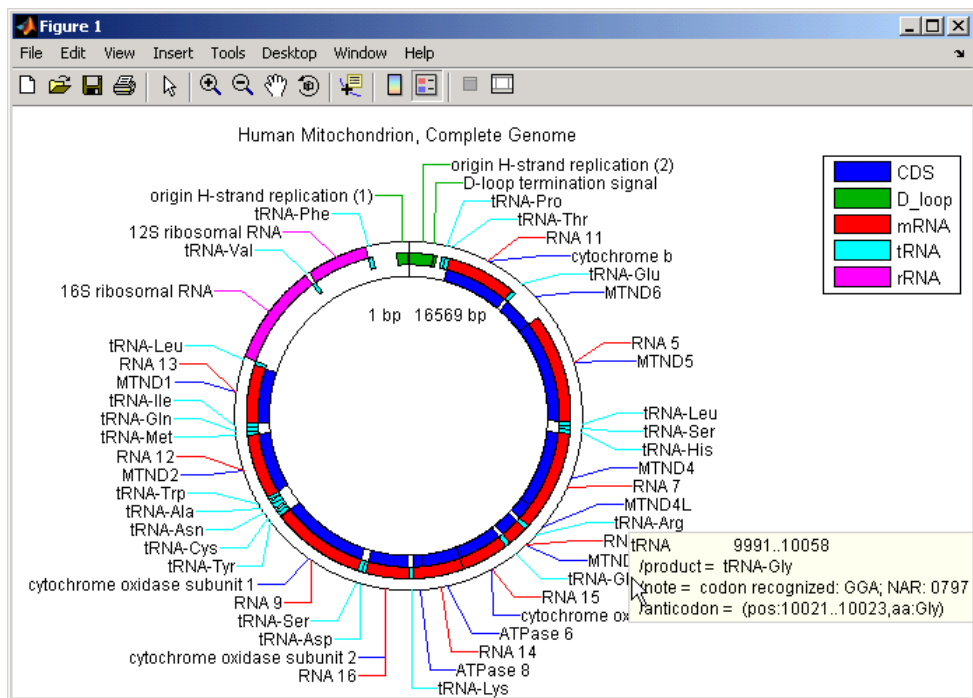 Figure 1
File Edit View Insert Tools Desktop Window Help
Human Mitochondrion, Complete Genome
origin H-strand replication (2)
D-loop termination signal
origin H-strand replication (1)
tRNA-Pro
tRNA-Phe
tRNA-Thr
12S ribosomal RNA
RNA 11
tRNA-Val
cytochrome b
tRNA-Glu
16S ribosomal RNA
MTND6
1 bp 16569 bp
CDS
D_loop
mRNA
tRNA
rRNA
tRNA-Leu
RNA 13
MTND1
tRNA-Ile
tRNA-Gln
tRNA-Met
RNA 12
MTND2
tRNA-Trp
tRNA-Ala
tRNA-Asn
tRNA-Cys
tRNA-Tyr
cytochrome oxidase subunit 1
RNA 9
tRNA-Ser
tRNA-Asp
cytochrome oxidase subunit 2
RNA 16
RNA 5
MTND5
tRNA-Leu
tRNA-Ser
tRNA-His
MTND4
RNA 7
MTND4L
tRNA-Arg
RN
MTND
tRNA-Gl
RNA 15
cytochrome ox
ATPase 6
RNA 14
ATPase 8
tRNA-Lys
tRNA 9991..10058
/product = tRNA-Gly
/note = codon recognized: GGA; NAR: 0797
/anticodon = (pos:10021..10023,aa:Gly)